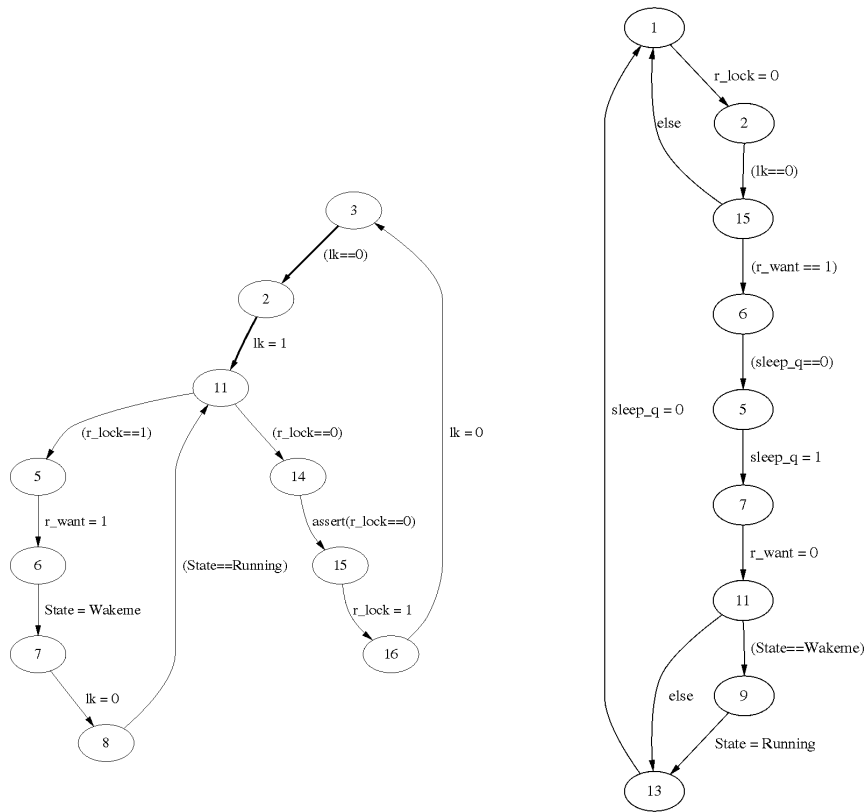 3
(lk==0)
2
lk = 1
11
(r_lock==1)
(r_lock==0)
lk = 0
5
14
r_want = 1
assert(r_lock==0)
6
(State==Running)
15
State = Wakeme
r_lock = 1
7
16
lk = 0
8
1
r_lock = 0
2
else
(lk==0)
15
(r_want == 1)
6
(sleep_q==0)
sleep_q = 0
5
sleep_q = 1
7
r_want = 0
11
(State==Wakeme)
else
9
State = Running
13